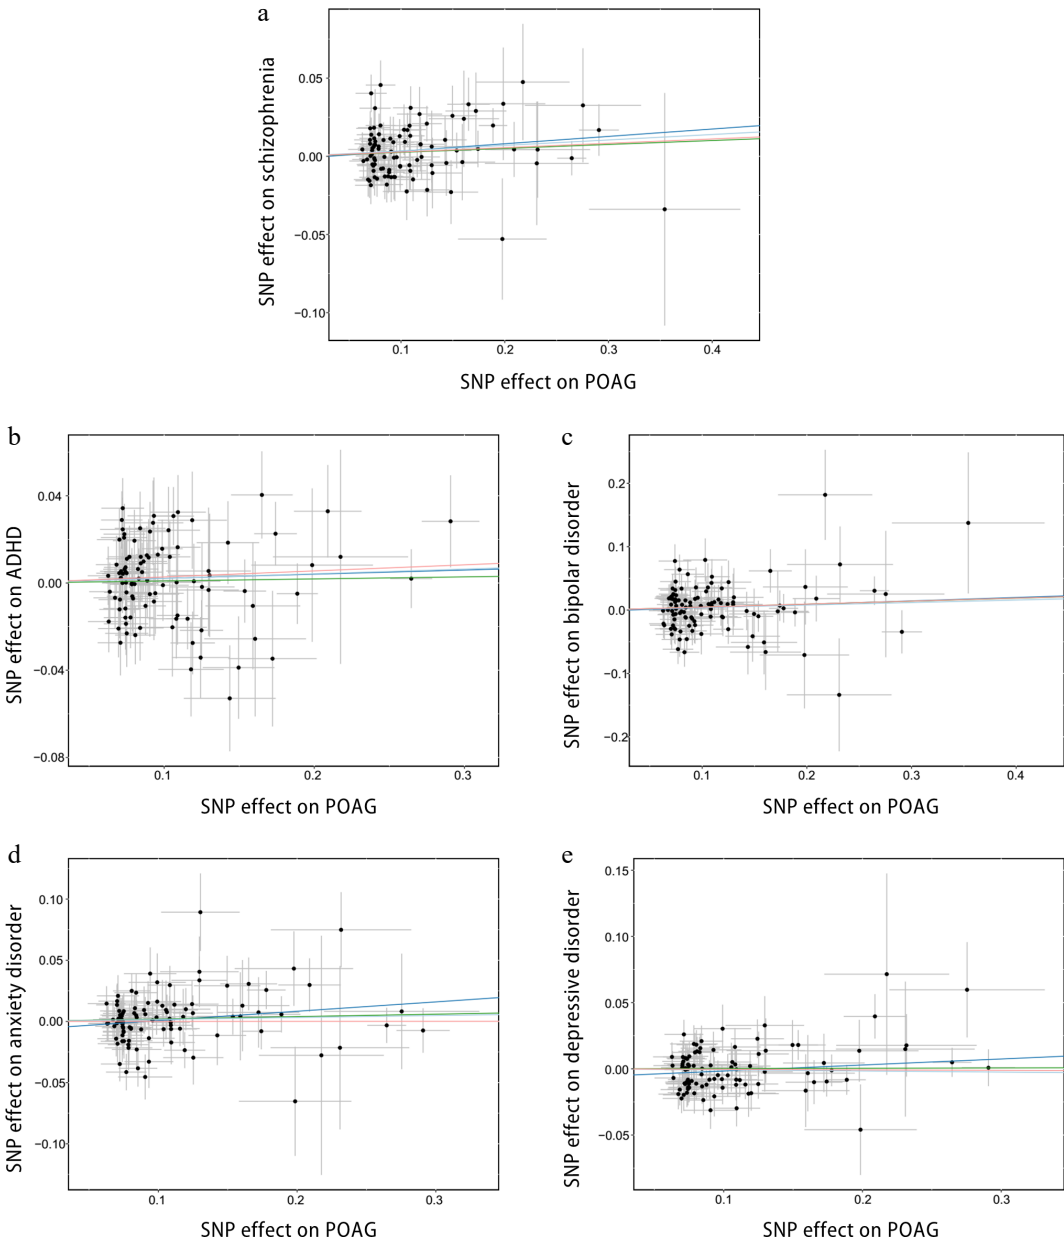 a
SNP effect on schizophrenia
0.05
0.00
−0.05
−0.10
0.1 0.2 0.3 0.4
SNP effect on POAG
b
SNP effect on ADHD
0.04
0.00
−0.04
−0.08
0.1 0.2 0.3
SNP effect on POAG
c
SNP effect on bipolar disorder
0.2
0.1
0.0
−0.1
−0.2
0.1 0.2 0.3 0.4
SNP effect on POAG
d
SNP effect on anxiety disorder
0.10
0.05
0.00
−0.05
−0.10
0.1 0.2 0.3
SNP effect on POAG
e
SNP effect on depressive disorder
0.15
0.10
0.05
0.00
−0.05
0.1 0.2 0.3
SNP effect on POAG